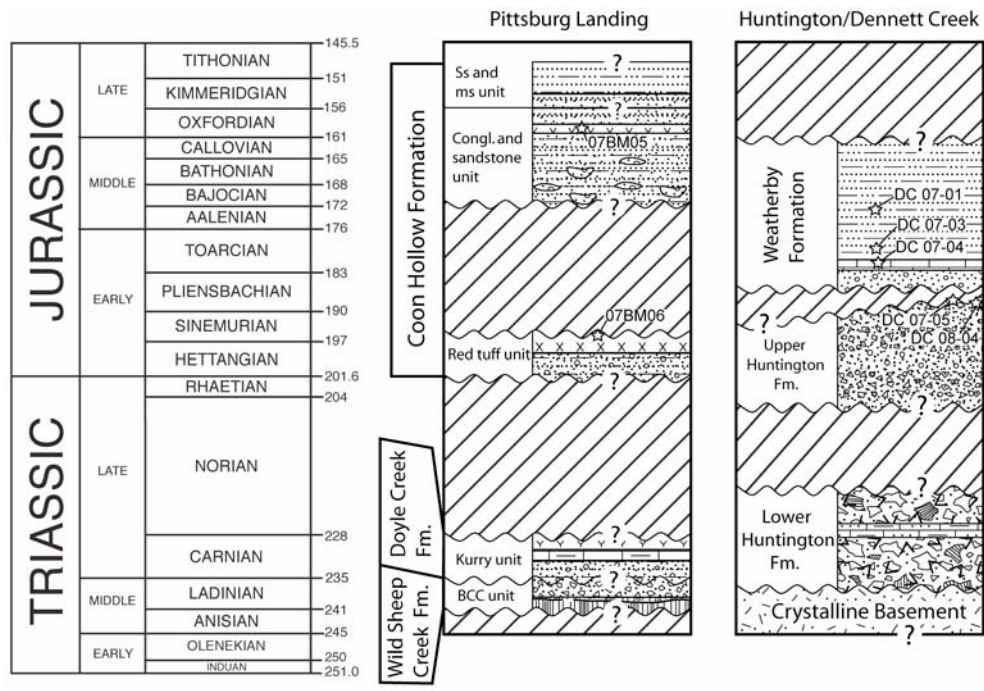 Pittsburg Landing
Huntington/Dennett Creek
JURASSIC
TRIASSIC
LATE
MIDDLE
EARLY
LATE
MIDDLE
EARLY
TITHONIAN
KIMMERIDGIAN
OXFORDIAN
CALLOVIAN
BATHONIAN
BAJOCIAN
AALENIAN
TOARCIAN
PLIENSBACHIAN
SINEMURIAN
HETTANGIAN
RHAETIAN
NORIAN
CARNIAN
LADINIAN
ANISIAN
OLENEKIAN
INDUAN
145.5
151
156
161
165
168
172
176
183
190
197
201.6
204
228
235
241
245
250
251.0
Coon Hollow Formation
Doyle Creek
Fm.
Wild Sheep
Creek Fm.
Ss and
ms unit
Congl. and
sandstone
unit
Red tuff unit
Kurry unit
BCC unit
?
?
07BM05
?
07BM06
?
?
?
?
?
Weatherby
Formation
DC 07-01
DC 07-03
DC 07-04
?
?
DC 07-05
DC 08-04
Upper
Huntington
Fm.
?
?
Lower
Huntington
Fm.
Crystalline Basement
?